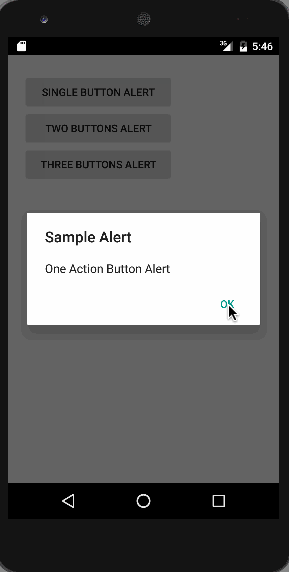 3G 5:46
SINGLE BUTTON ALERT
TWO BUTTONS ALERT
THREE BUTTONS ALERT
Sample Alert
One Action Button Alert
OK